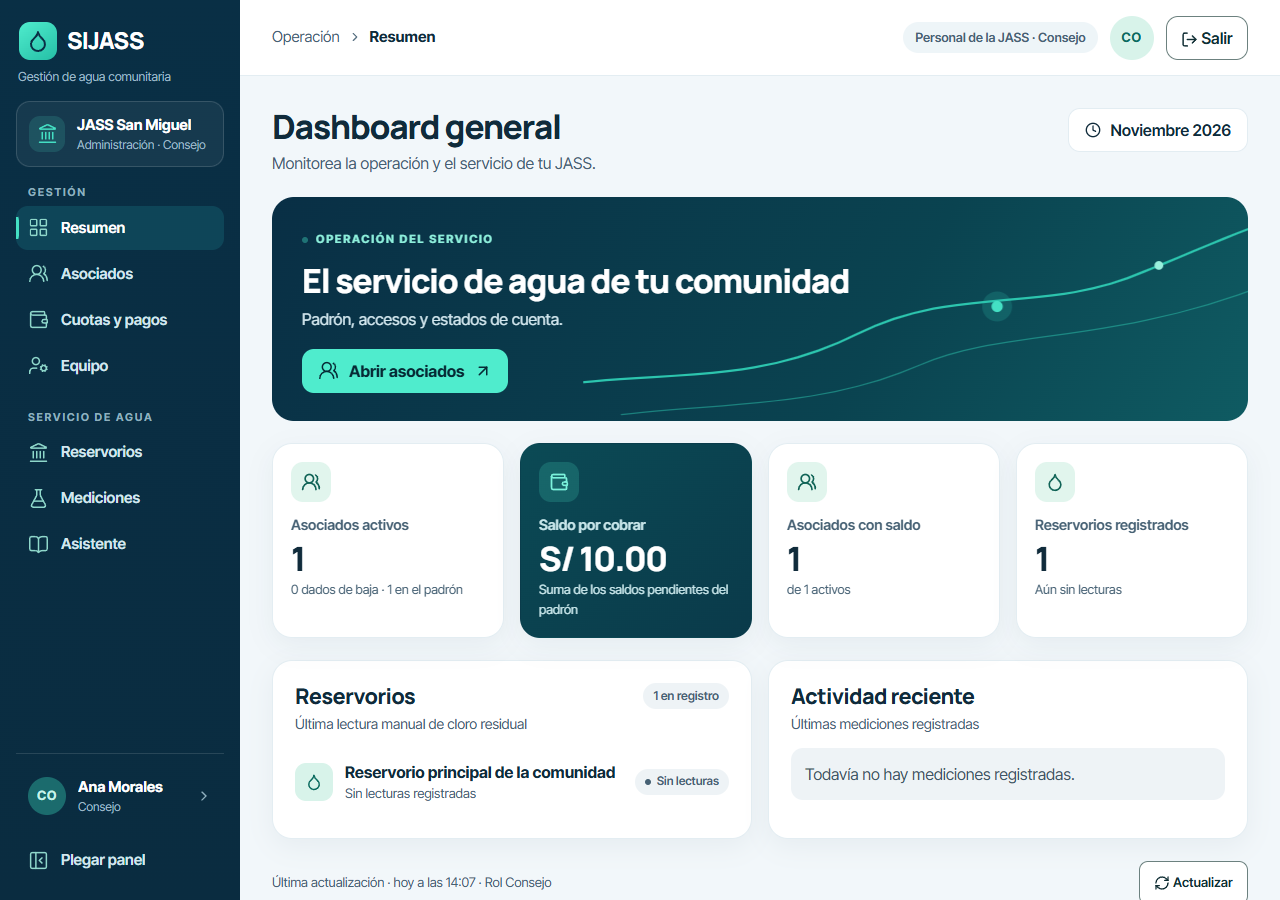 SIJASS
Gestión de agua comunitaria
JASS San Miguel
Administración · Consejo
GESTIÓN
Resumen
Asociados
Cuotas y pagos
Equipo
SERVICIO DE AGUA
Reservorios
Mediciones
Asistente
CO
Ana Morales
Consejo
Plegar panel
Operación > Resumen
Personal de la JASS · Consejo
CO
Salir
Dashboard general
Monitorea la operación y el servicio de tu JASS.
Noviembre 2026
OPERACIÓN DEL SERVICIO
El servicio de agua de tu comunidad
Padrón, accesos y estados de cuenta.
Abrir asociados
Asociados activos
1
0 dados de baja · 1 en el padrón
Saldo por cobrar
S/ 10.00
Suma de los saldos pendientes del
padrón
Asociados con saldo
1
de 1 activos
Reservorios registrados
1
Aún sin lecturas
Reservorios
1 en registro
Última lectura manual de cloro residual
Reservorio principal de la comunidad
Sin lecturas registradas
Sin lecturas
Actividad reciente
Últimas mediciones registradas
Todavía no hay mediciones registradas.
Última actualización · hoy a las 14:07 · Rol Consejo
Actualizar